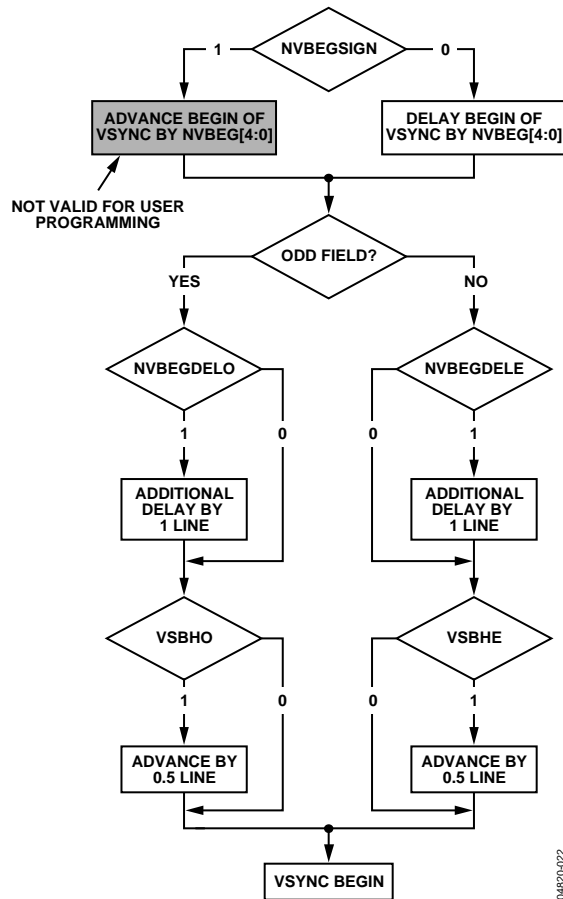 NVBEGSIGN
1
0
ADVANCE BEGIN OF
VSYNC BY NVBEG[4:0]
DELAY BEGIN OF
VSYNC BY NVBEG[4:0]
NOT VALID FOR USER
PROGRAMMING
ODD FIELD?
YES
NO
NVBEGDELO
NVBEGDELE
1
0
0
1
ADDITIONAL
DELAY BY
1 LINE
ADDITIONAL
DELAY BY
1 LINE
VSBHO
VSBHE
1
0
0
1
ADVANCE BY
0.5 LINE
ADVANCE BY
0.5 LINE
VSYNC BEGIN
04820-022